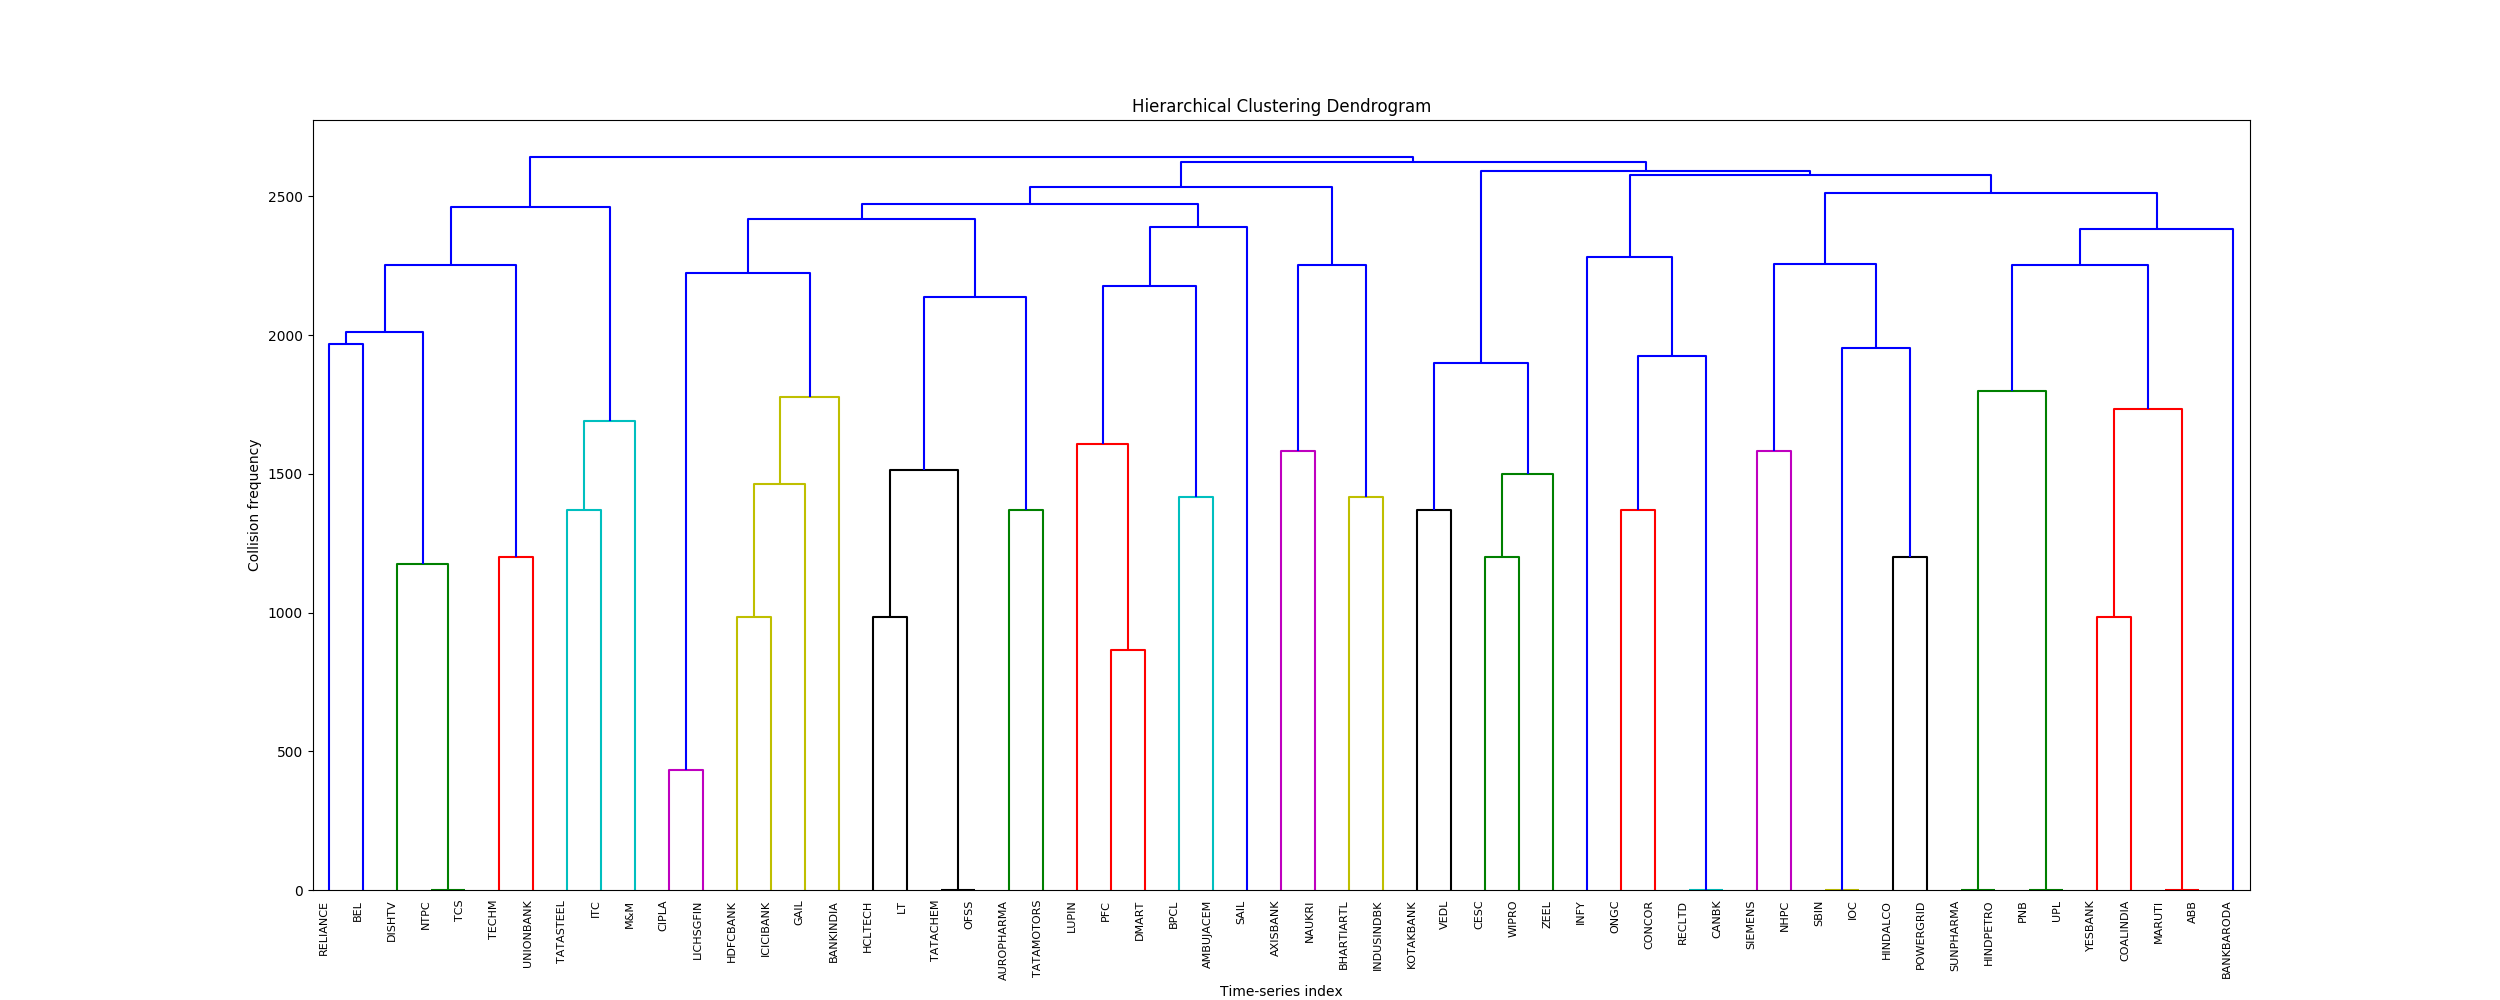 Hierarchical Clustering Dendrogram
2500
2000
1500
1000
500
0
Collision frequency
RELIANCE
BEL
DISHTV
NTPC
TCS
TECHM
UNIONBANK
TATASTEEL
ITC
M&M
CIPLA
LICHSGFIN
HDFCBANK
ICICIBANK
GAIL
BANKINDIA
HCLTECH
LT
TATACHEM
OFSS
AUROPHARMA
TATAMOTORS
LUPIN
PFC
DMART
BPCL
AMBUJACEM
SAIL
AXISBANK
NAUKRI
BHARTIARTL
INDUSINDBK
KOTAKBANK
VEDL
CESC
WIPRO
ZEEL
INFY
ONGC
CONCOR
RECLTD
CANBK
SIEMENS
NHPC
SBIN
IOC
HINDALCO
POWERGRID
SUNPHARMA
HINDPETRO
PNB
UPL
YESBANK
COALINDIA
MARUTI
ABB
BANKBARODA
Time-series index